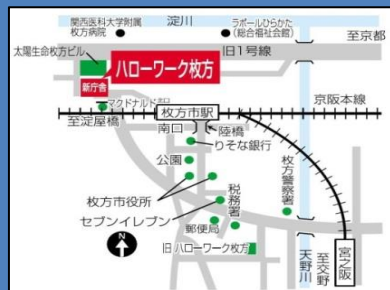 関西医科大学附属
枚方病院
淀川
ラポールひらかた
(総合福祉会館)
至京都
太陽生命枚方ビル
旧1号線
ハローワーク枚方
新庁舎
マクドナルド
京阪本線
至淀屋橋
枚方市駅
南口
陸橋
りそな銀行
公園
枚方市役所
税務署
枚方警察署
セブンイレブン
郵便局
旧 ハローワーク枚方
N
天野川
至交野
宮之阪